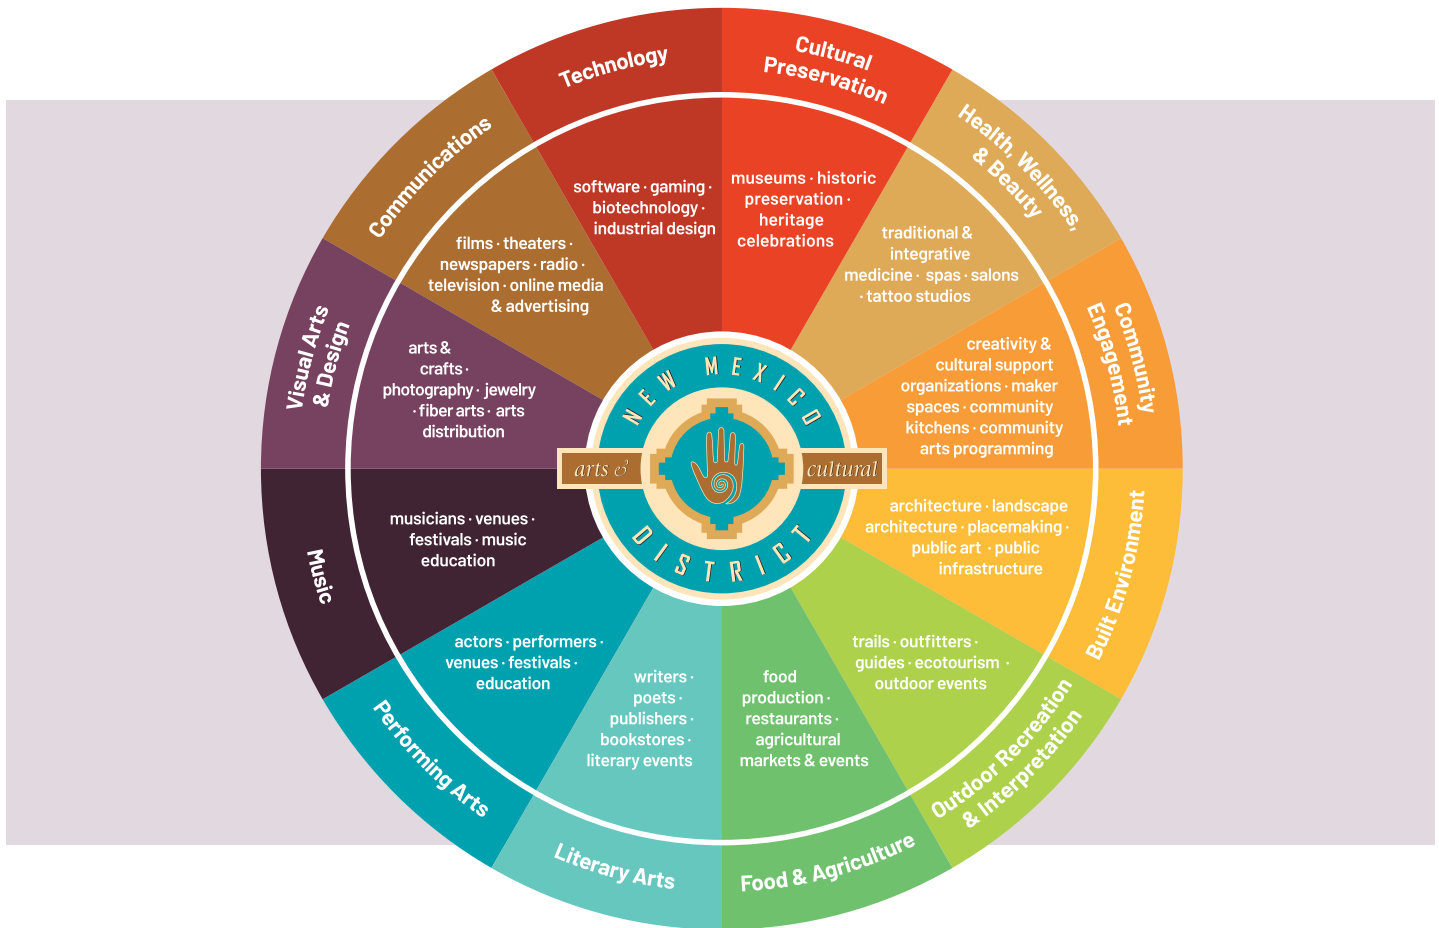 Technology
software · gaming ·
biotechnology ·
industrial design
Cultural
Preservation
museums · historic
preservation ·
heritage
celebrations
Health, Wellness,
& Beauty
traditional &
integrative
medicine · spas · salons
· tattoo studios
Community
Engagement
creativity &
cultural support
organizations · maker
spaces · community
kitchens · community
arts programming
Built Environment
architecture · landscape
architecture · placemaking ·
public art · public
infrastructure
Outdoor Recreation
& Interpretation
trails · outfitters ·
guides · ecotourism ·
outdoor events
Food & Agriculture
food
production ·
restaurants ·
agricultural
markets & events
Literary Arts
writers ·
poets ·
publishers ·
bookstores ·
literary events
Performing Arts
actors · performers ·
venues · festivals ·
education
Music
musicians · venues ·
festivals · music
education
Visual Arts
& Design
arts &
crafts ·
photography · jewelry
· fiber arts · arts
distribution
Communications
films · theaters ·
newspapers · radio ·
television · online media
& advertising
NEW MEXICO
arts & cultural
DISTRICT